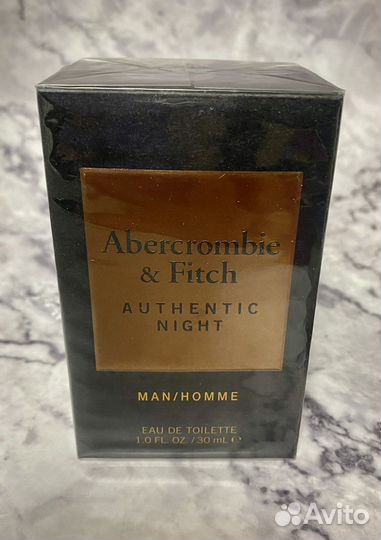 Abercrombie
& Fitch
AUTHENTIC
NIGHT
MAN/HOMME
EAU DE TOILETTE
1.0 FL. OZ. / 30 mL ℮
Avito